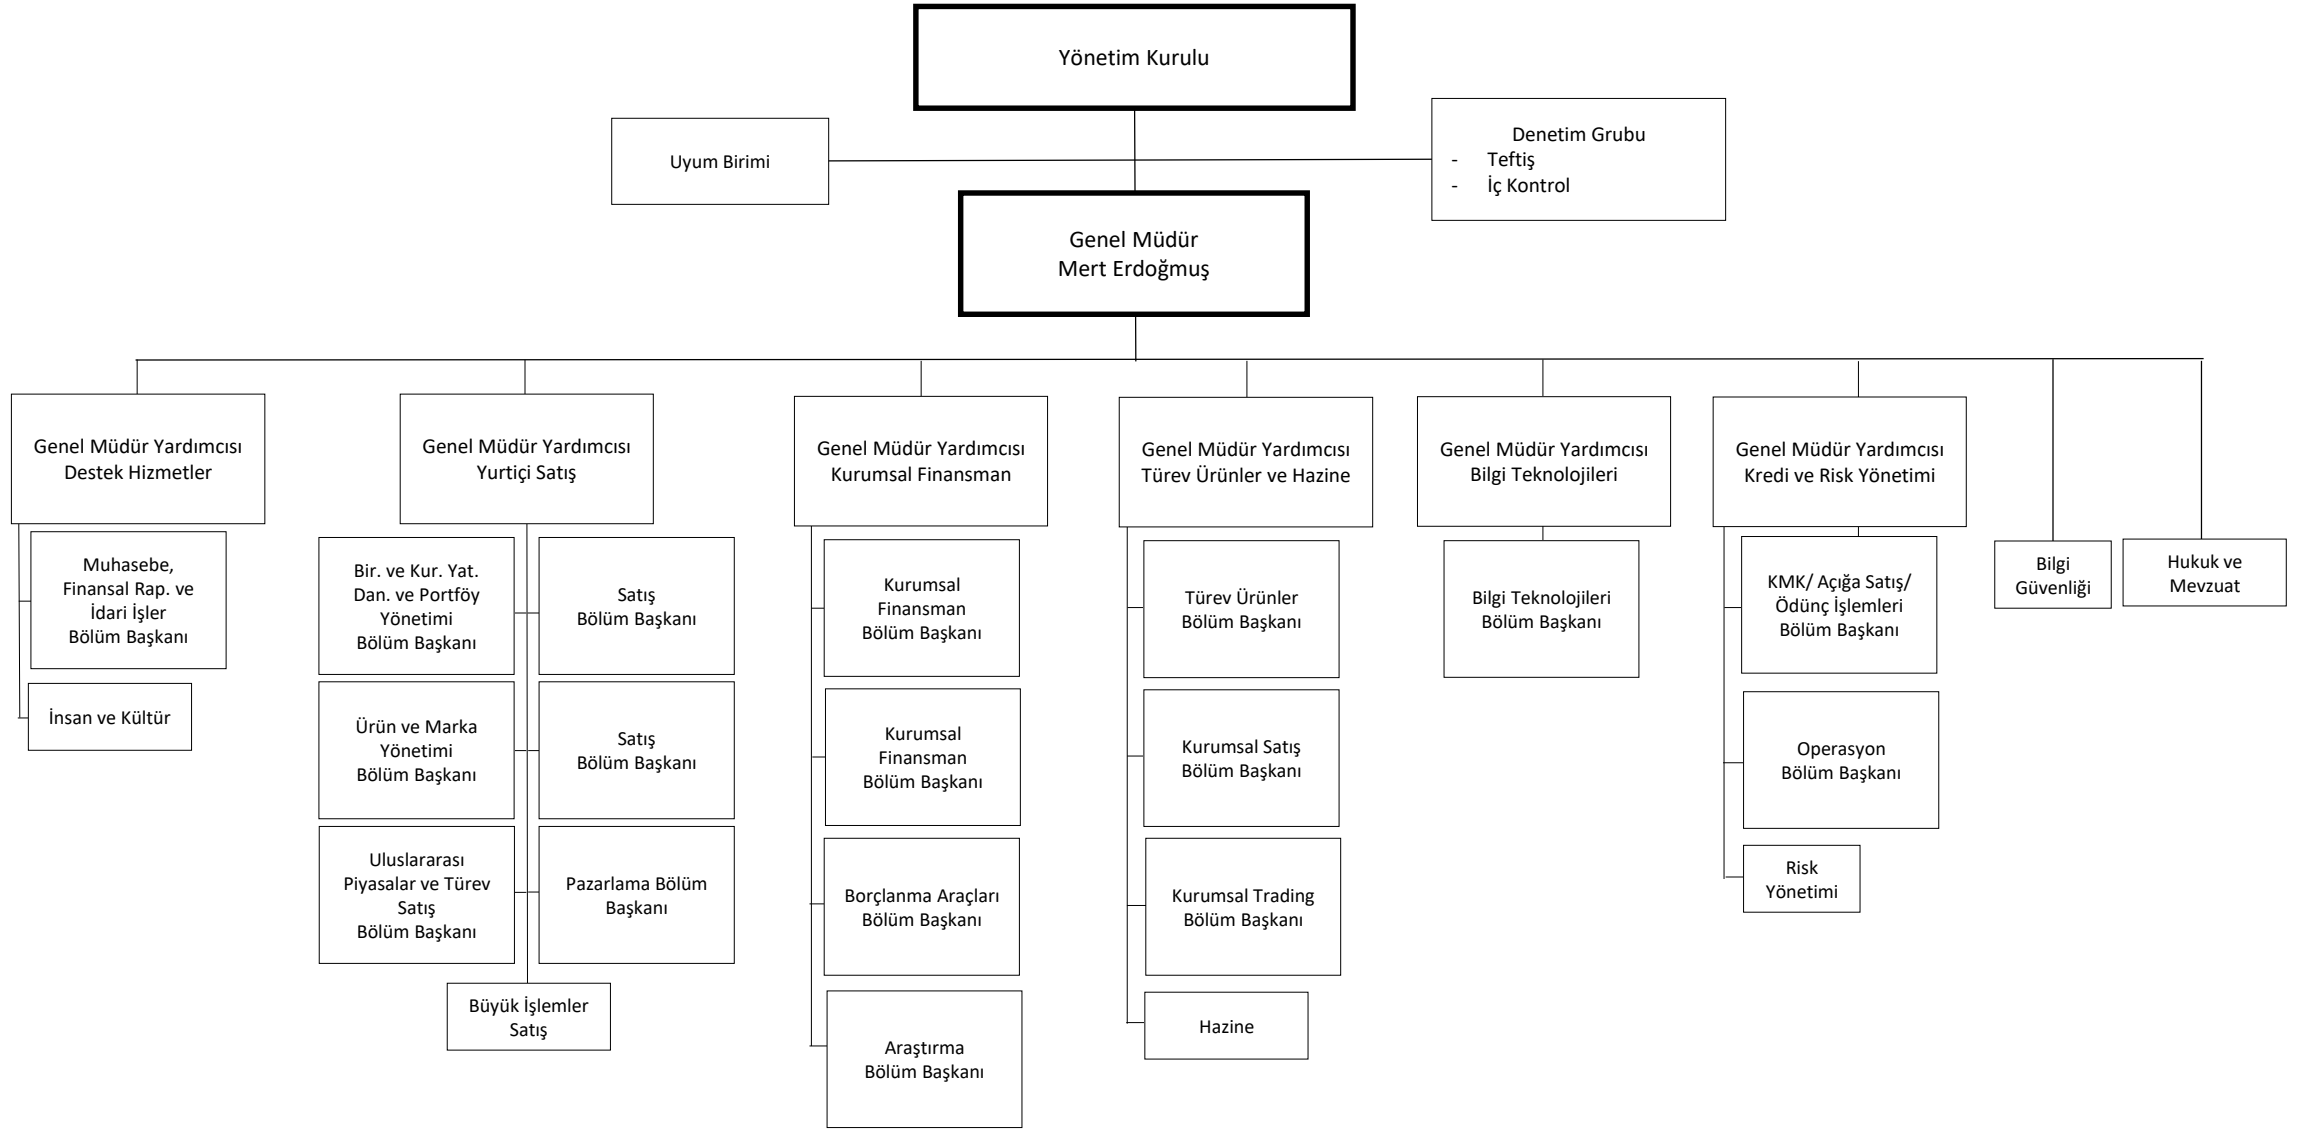 Yönetim Kurulu
Uyum Birimi
Denetim Grubu
- Teftiş
- İç Kontrol
Genel Müdür
Mert Erdoğmuş
Genel Müdür Yardımcısı
Destek Hizmetler
Muhasebe,
Finansal Rap. ve
İdari İşler
Bölüm Başkanı
İnsan ve Kültür
Genel Müdür Yardımcısı
Yurtiçi Satış
Bir. ve Kur. Yat.
Dan. ve Portföy
Yönetimi
Bölüm Başkanı
Satış
Bölüm Başkanı
Ürün ve Marka
Yönetimi
Bölüm Başkanı
Satış
Bölüm Başkanı
Uluslararası
Piyasalar ve Türev
Satış
Bölüm Başkanı
Pazarlama Bölüm
Başkanı
Büyük İşlemler
Satış
Genel Müdür Yardımcısı
Kurumsal Finansman
Kurumsal
Finansman
Bölüm Başkanı
Kurumsal
Finansman
Bölüm Başkanı
Borçlanma Araçları
Bölüm Başkanı
Araştırma
Bölüm Başkanı
Genel Müdür Yardımcısı
Türev Ürünler ve Hazine
Türev Ürünler
Bölüm Başkanı
Kurumsal Satış
Bölüm Başkanı
Kurumsal Trading
Bölüm Başkanı
Hazine
Genel Müdür Yardımcısı
Bilgi Teknolojileri
Bilgi Teknolojileri
Bölüm Başkanı
Genel Müdür Yardımcısı
Kredi ve Risk Yönetimi
KMK/ Açığa Satış/
Ödünç İşlemleri
Bölüm Başkanı
Operasyon
Bölüm Başkanı
Risk
Yönetimi
Bilgi
Güvenliği
Hukuk ve
Mevzuat